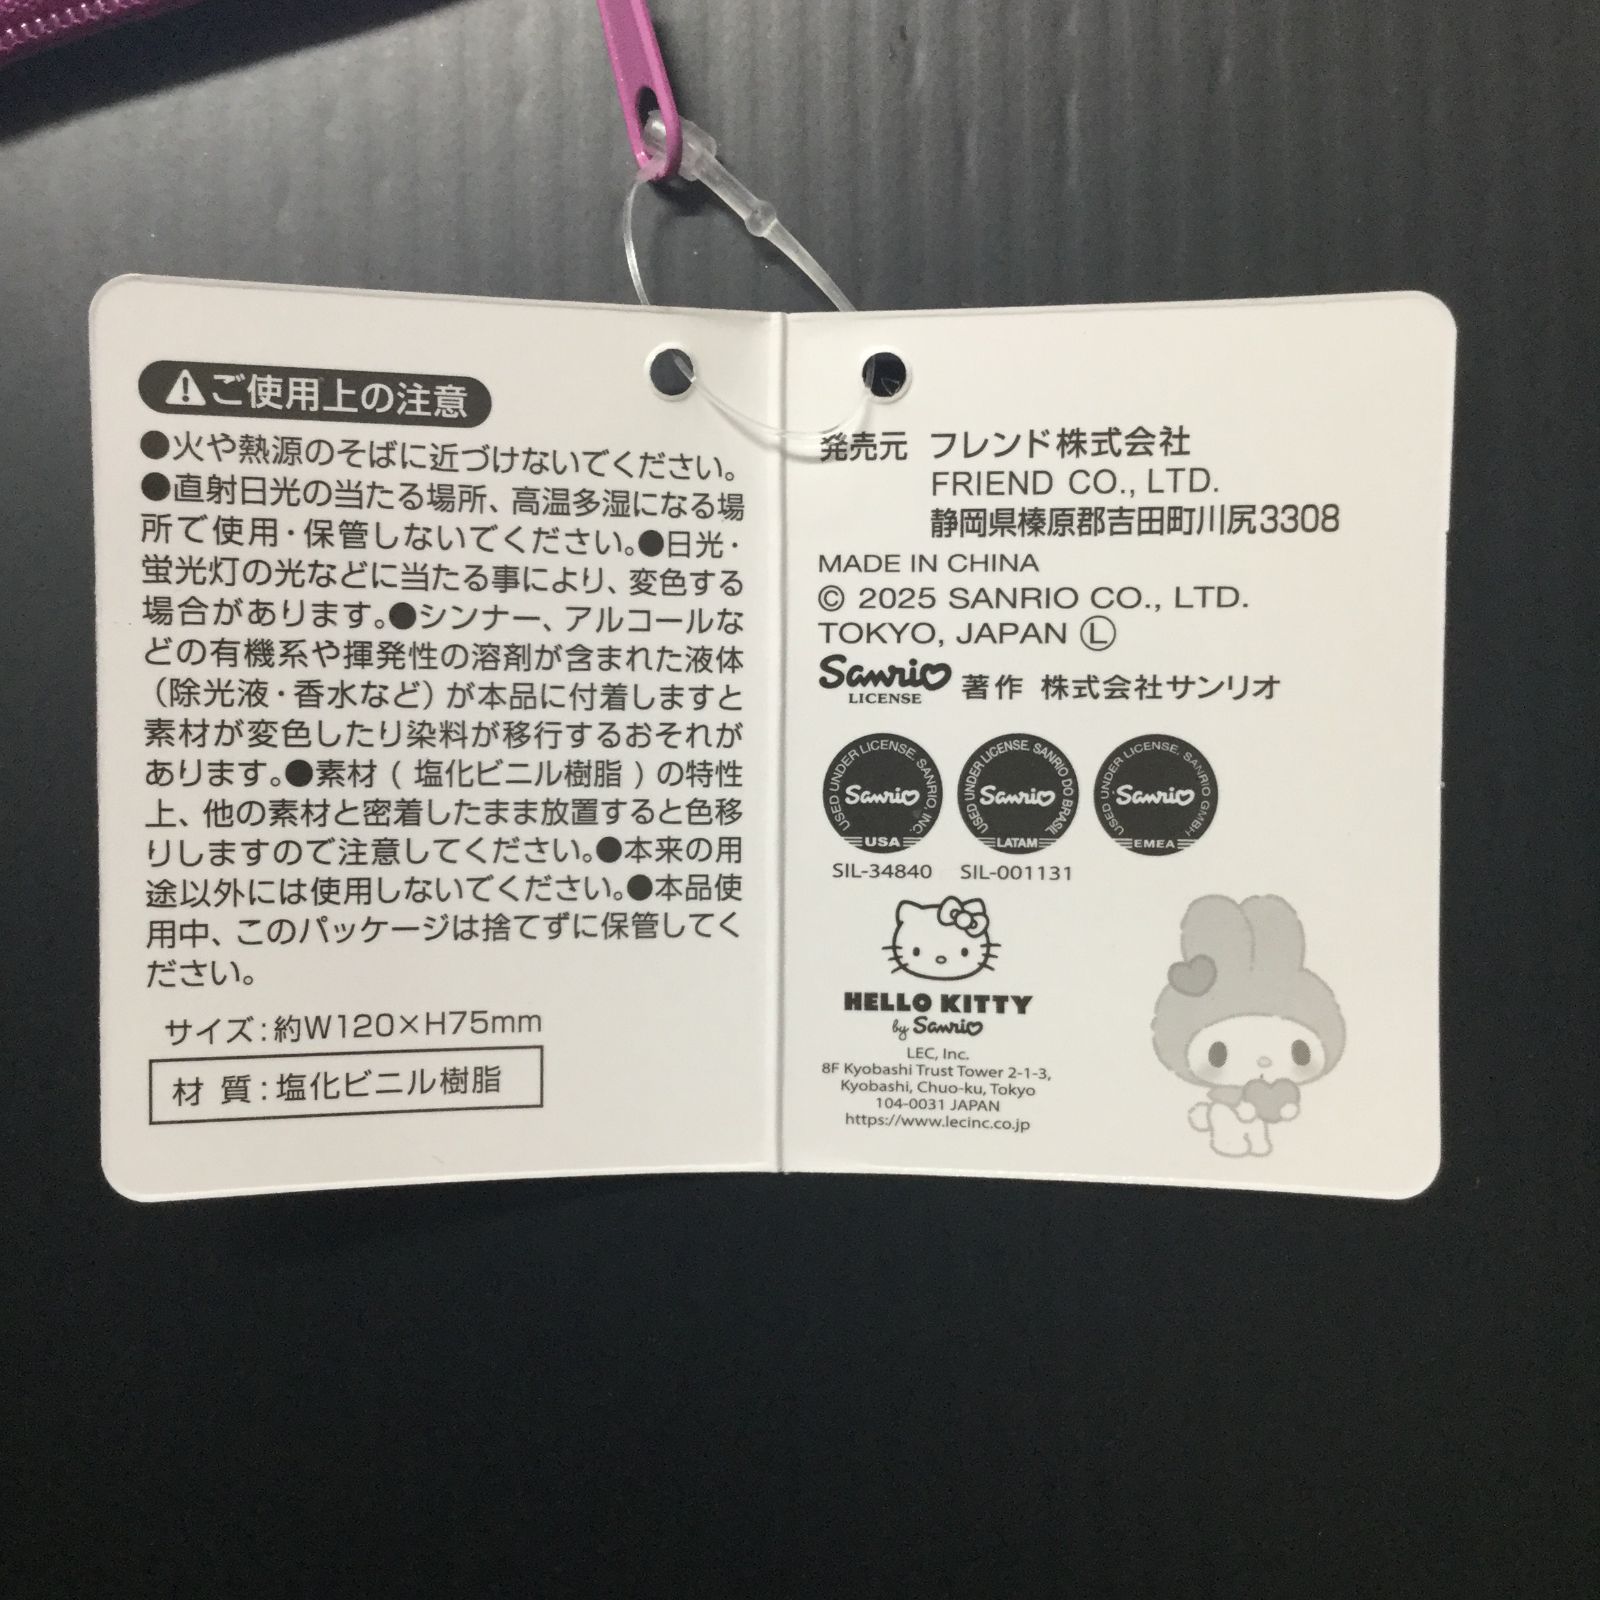 ⚠ご使用上の注意
●火や熱源のそばに近づけないでください。
●直射日光の当たる場所、高温多湿になる場
所で使用・保管しないでください。●日光・
蛍光灯の光などに当たる事により、変色する
場合があります。●シンナー、アルコールな
どの有機系や揮発性の溶剤が含まれた液体
（除光液・香水など）が本品に付着しますと
素材が変色したり染料が移行するおそれが
あります。●素材(塩化ビニル樹脂)の特性
上、他の素材と密着したまま放置すると色移
りしますので注意してください。●本来の用
途以外には使用しないでください。●本品使
用中、このパッケージは捨てずに保管してく
ださい。
サイズ:約W120×H75mm
材 質:塩化ビニル樹脂
発売元 フレンド株式会社
FRIEND CO., LTD.
静岡県榛原郡吉田町川尻3308
MADE IN CHINA
© 2025 SANRIO CO., LTD.
TOKYO, JAPAN Ⓛ
Sanrio
LICENSE
著作 株式会社サンリオ
USED UNDER LICENSE. SANRIO, INC.
Sanrio
USA
USED UNDER LICENSE. SANRIO DO BRASIL
Sanrio
LATAM
USED UNDER LICENSE. SANRIO GMBH
Sanrio
EMEA
SIL-34840 SIL-001131
HELLO KITTY
by Sanrio
LEC, Inc.
8F Kyobashi Trust Tower 2-1-3,
Kyobashi, Chuo-ku, Tokyo
104-0031 JAPAN
https://www.lecinc.co.jp